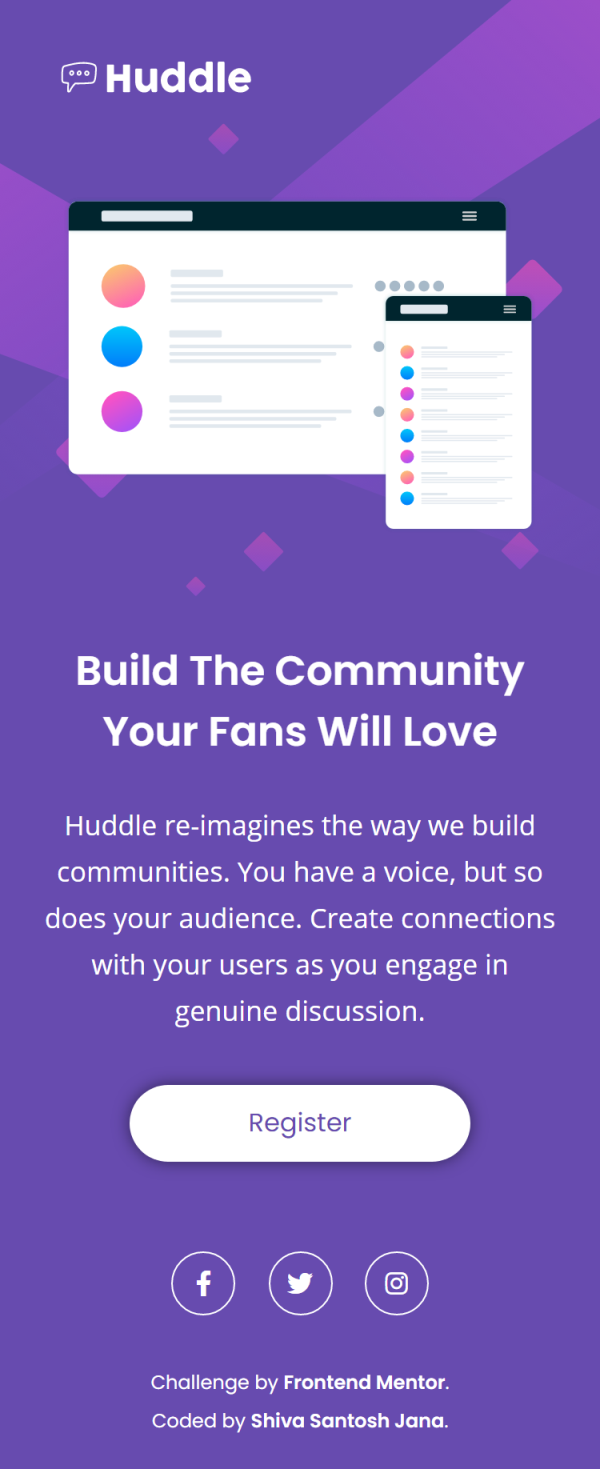 Huddle
Build The Community
Your Fans Will Love
Huddle re-imagines the way we build
communities. You have a voice, but so
does your audience. Create connections
with your users as you engage in
genuine discussion.
Register
Challenge by Frontend Mentor.
Coded by Shiva Santosh Jana.